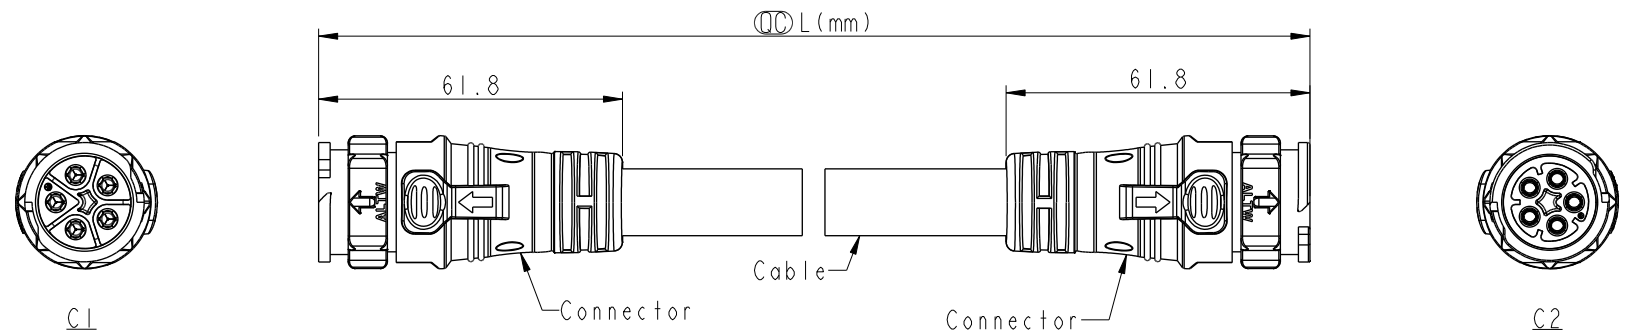 QC L(mm)
61.8
61.8
ALTW
ALTW
Cable
Connector
Connector
C1
C2